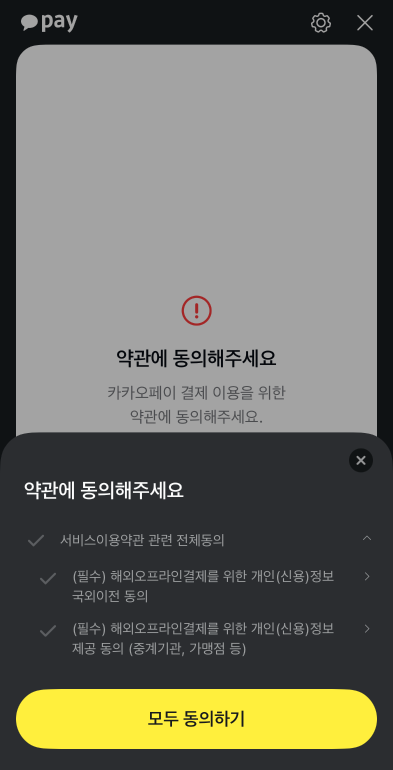 pay
약관에 동의해주세요
카카오페이 결제 이용을 위한
약관에 동의해주세요.
약관에 동의해주세요
서비스이용약관 관련 전체동의
(필수) 해외오프라인결제를 위한 개인(신용)정보
국외이전 동의
(필수) 해외오프라인결제를 위한 개인(신용)정보
제공 동의 (중계기관, 가맹점 등)
모두 동의하기